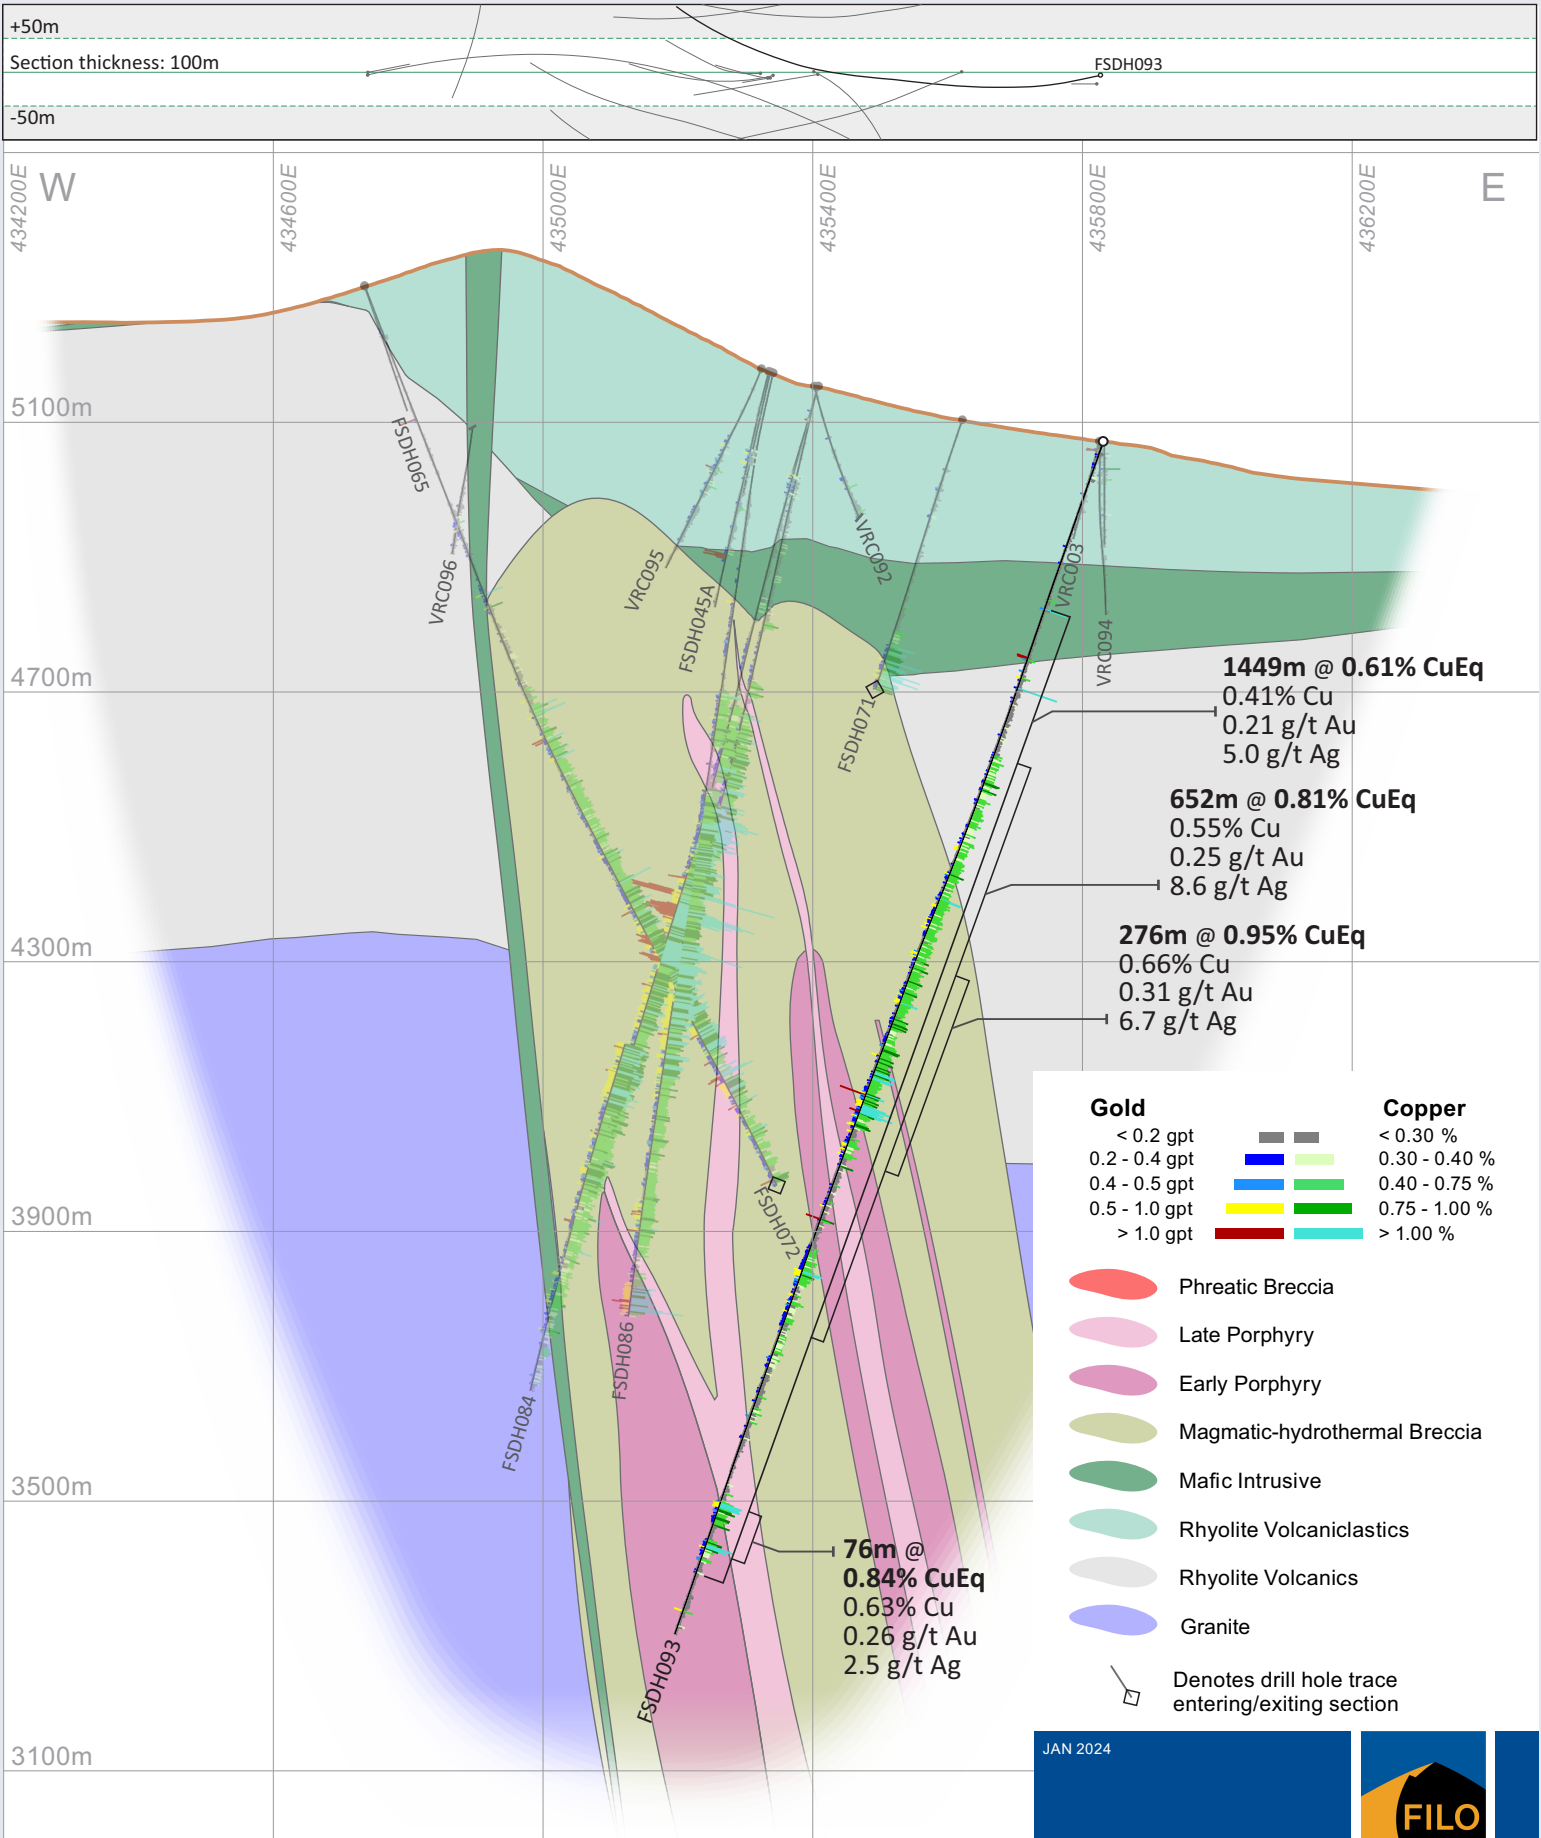 +50m
Section thickness: 100m
FSDH093
-50m
434200E
W
434600E
435000E
435400E
435800E
436200E
E
5100m
4700m
4300m
3900m
3500m
3100m
FSDH065
VRC096
VRC095
FSDH045A
VRC092
FSDH071
VRC003
VRC094
FSDH072
FSDH086
FSDH084
FSDH093
1449m @ 0.61% CuEq
0.41% Cu
0.21 g/t Au
5.0 g/t Ag
652m @ 0.81% CuEq
0.55% Cu
0.25 g/t Au
8.6 g/t Ag
276m @ 0.95% CuEq
0.66% Cu
0.31 g/t Au
6.7 g/t Ag
76m @
0.84% CuEq
0.63% Cu
0.26 g/t Au
2.5 g/t Ag
Gold Copper
< 0.2 gpt < 0.30 %
0.2 - 0.4 gpt 0.30 - 0.40 %
0.4 - 0.5 gpt 0.40 - 0.75 %
0.5 - 1.0 gpt 0.75 - 1.00 %
> 1.0 gpt > 1.00 %
Phreatic Breccia
Late Porphyry
Early Porphyry
Magmatic-hydrothermal Breccia
Mafic Intrusive
Rhyolite Volcaniclastics
Rhyolite Volcanics
Granite
Denotes drill hole trace
entering/exiting section
JAN 2024
FILO